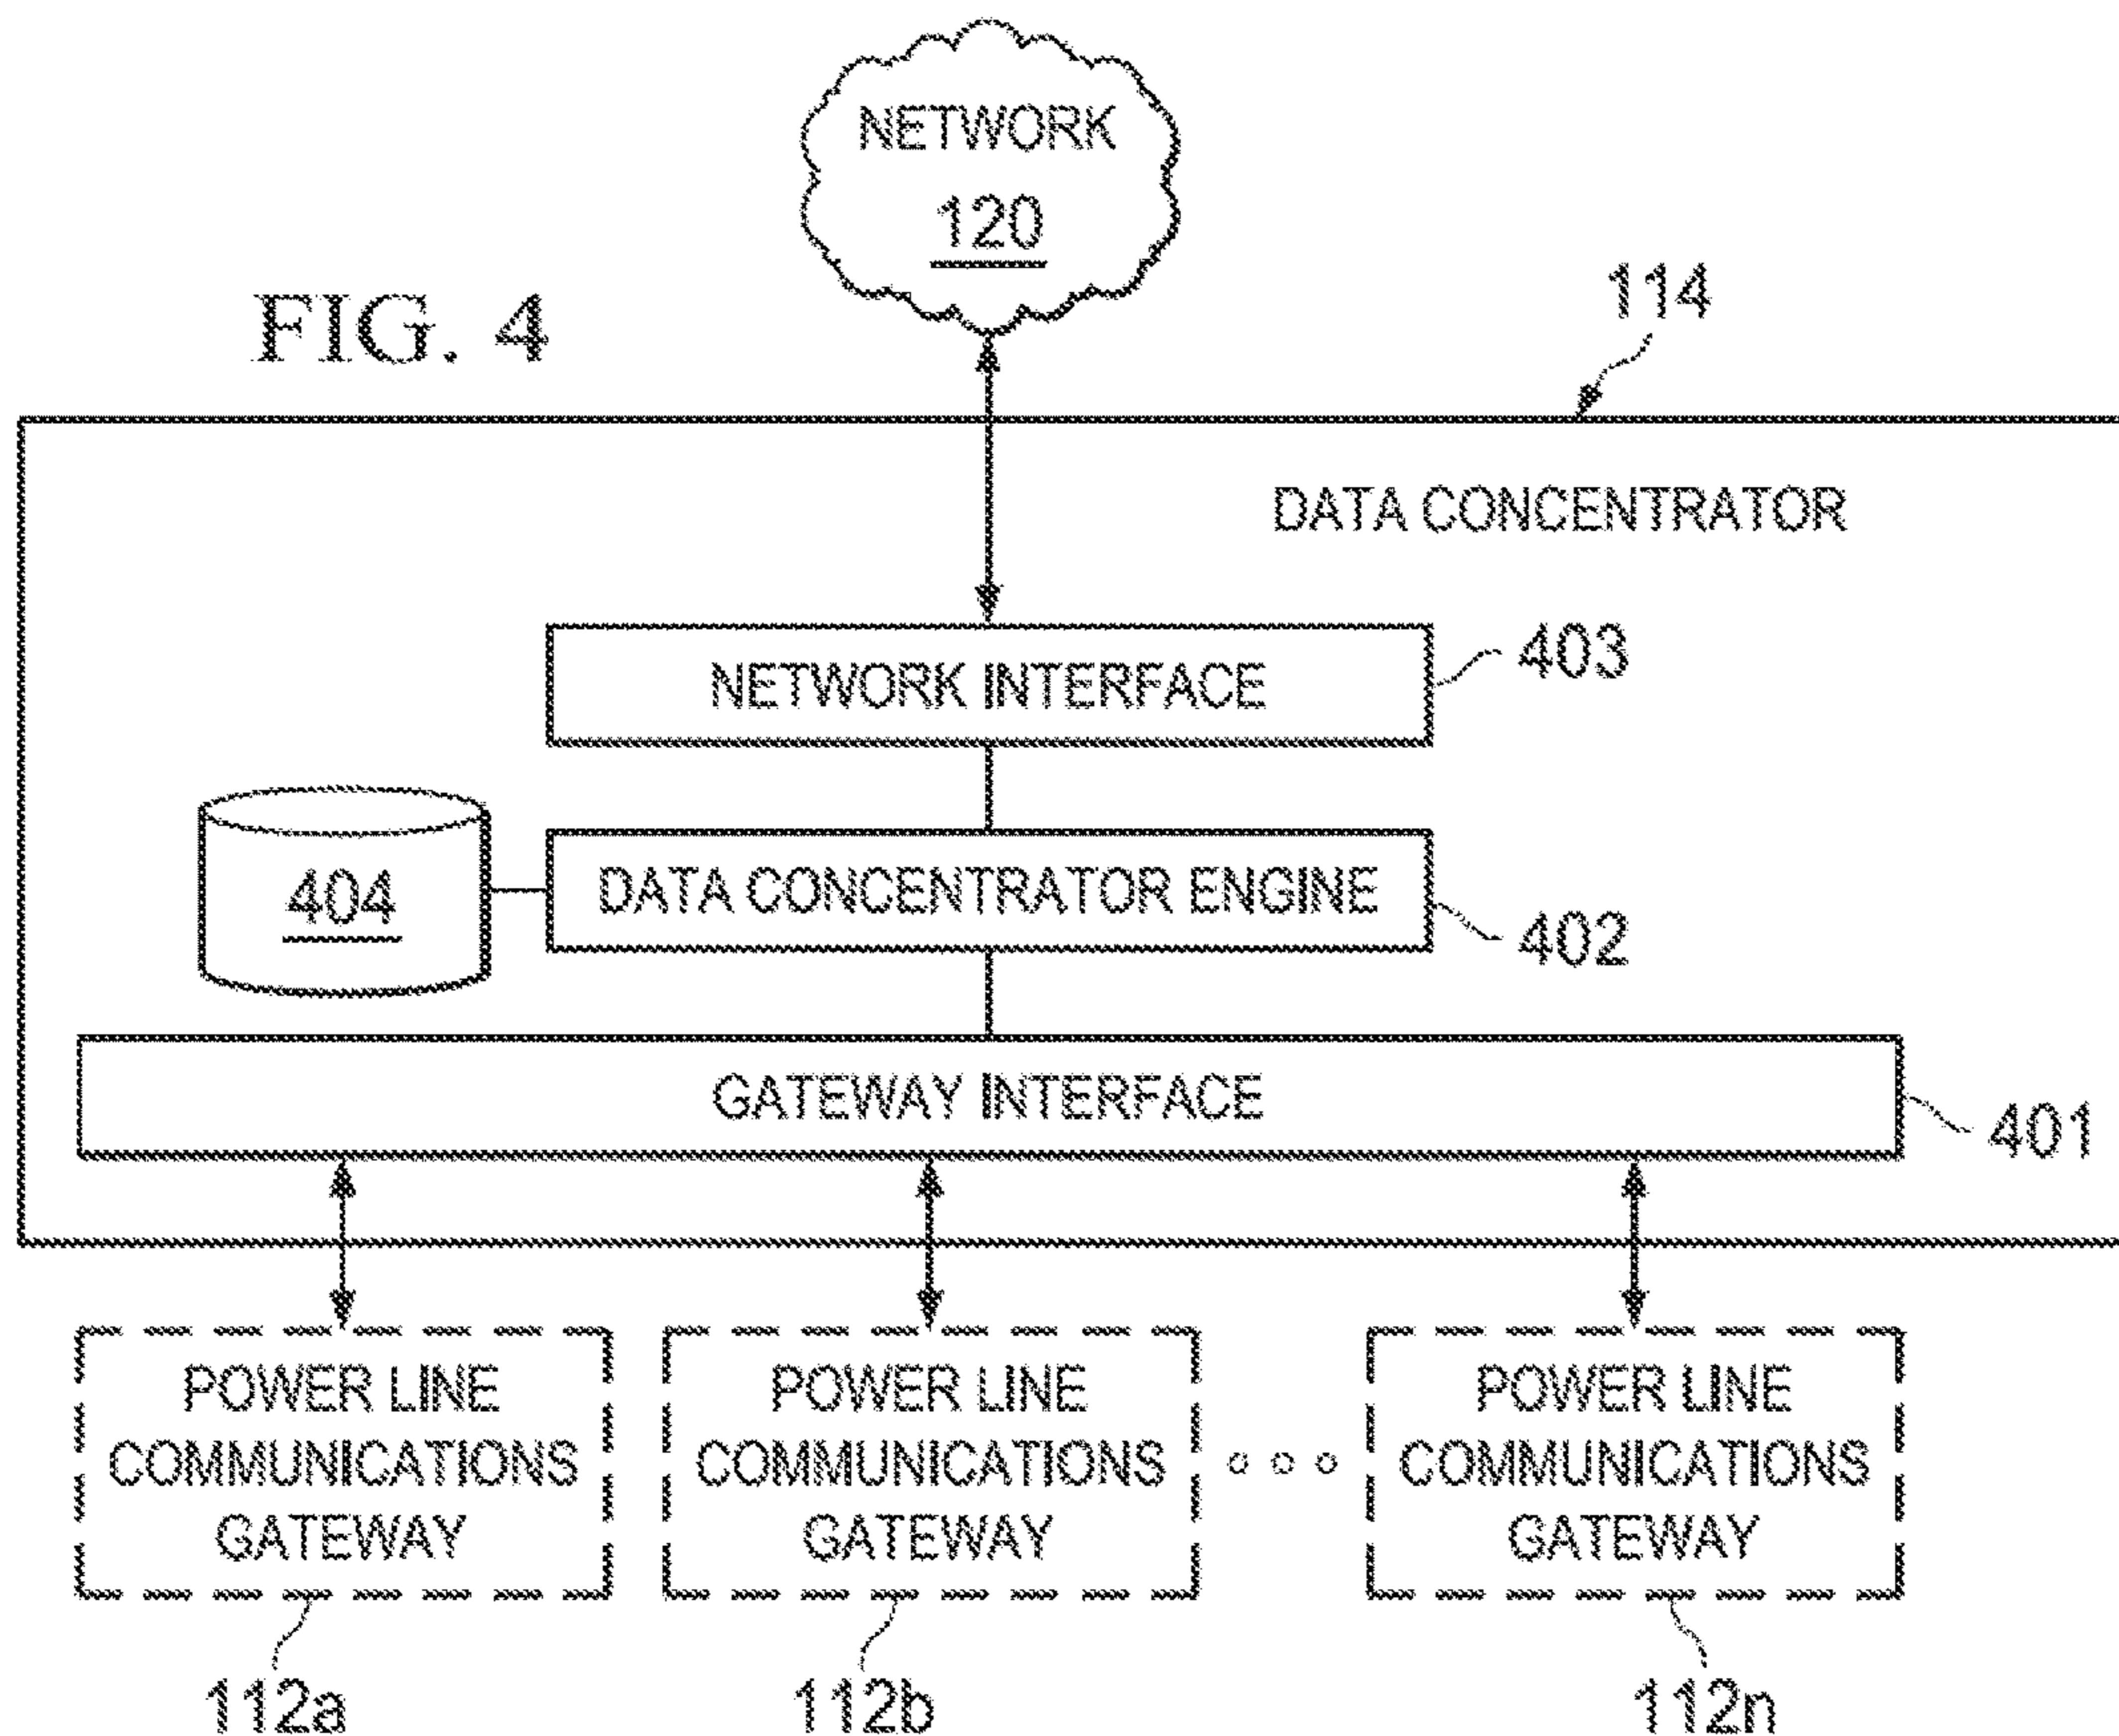 NETWORK
120
FIG. 4
114
DATA CONCENTRATOR
NETWORK INTERFACE
403
404
DATA CONCENTRATOR ENGINE
402
GATEWAY INTERFACE
401
POWER LINE
COMMUNICATIONS
GATEWAY
POWER LINE
COMMUNICATIONS
GATEWAY
POWER LINE
COMMUNICATIONS
GATEWAY
112a
112b
112n